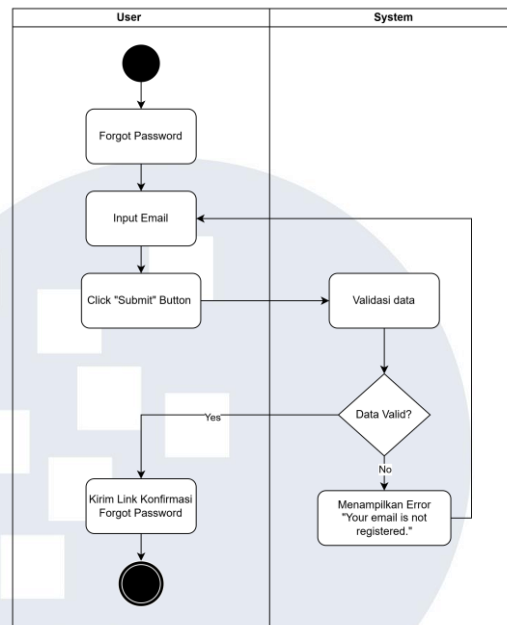 User
System
Forgot Password
Input Email
Click "Submit" Button
Validasi data
Data Valid?
Yes
No
Kirim Link Konfirmasi
Forgot Password
Menampilkan Error
"Your email is not
registered."